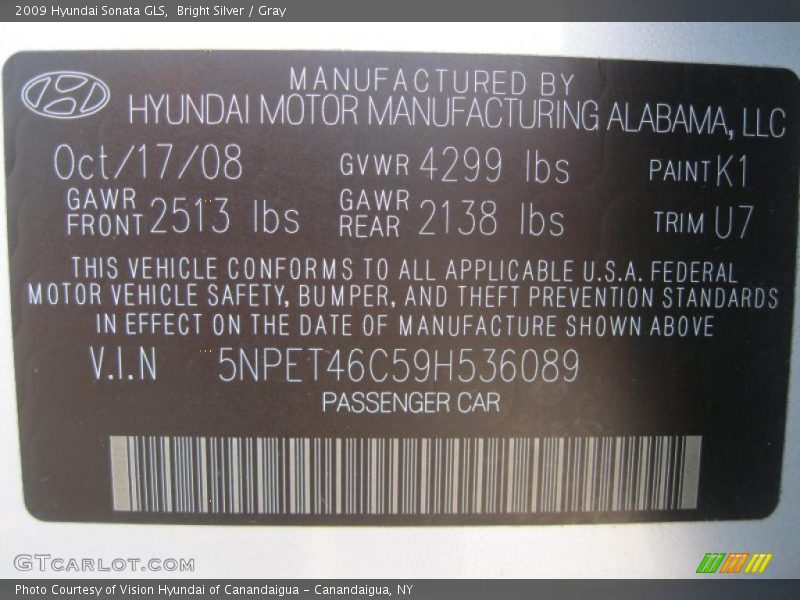 2009 Hyundai Sonata GLS, Bright Silver / Gray
MANUFACTURED BY
HYUNDAI MOTOR MANUFACTURING ALABAMA, LLC
Oct/17/08 GVWR 4299 lbs PAINT K1
GAWR FRONT 2513 lbs GAWR REAR 2138 lbs TRIM U7
THIS VEHICLE CONFORMS TO ALL APPLICABLE U.S.A. FEDERAL
MOTOR VEHICLE SAFETY, BUMPER, AND THEFT PREVENTION STANDARDS
IN EFFECT ON THE DATE OF MANUFACTURE SHOWN ABOVE
V.I.N 5NPET46C59H536089
PASSENGER CAR
GTCARLOT.COM
Photo Courtesy of Vision Hyundai of Canandaigua - Canandaigua, NY